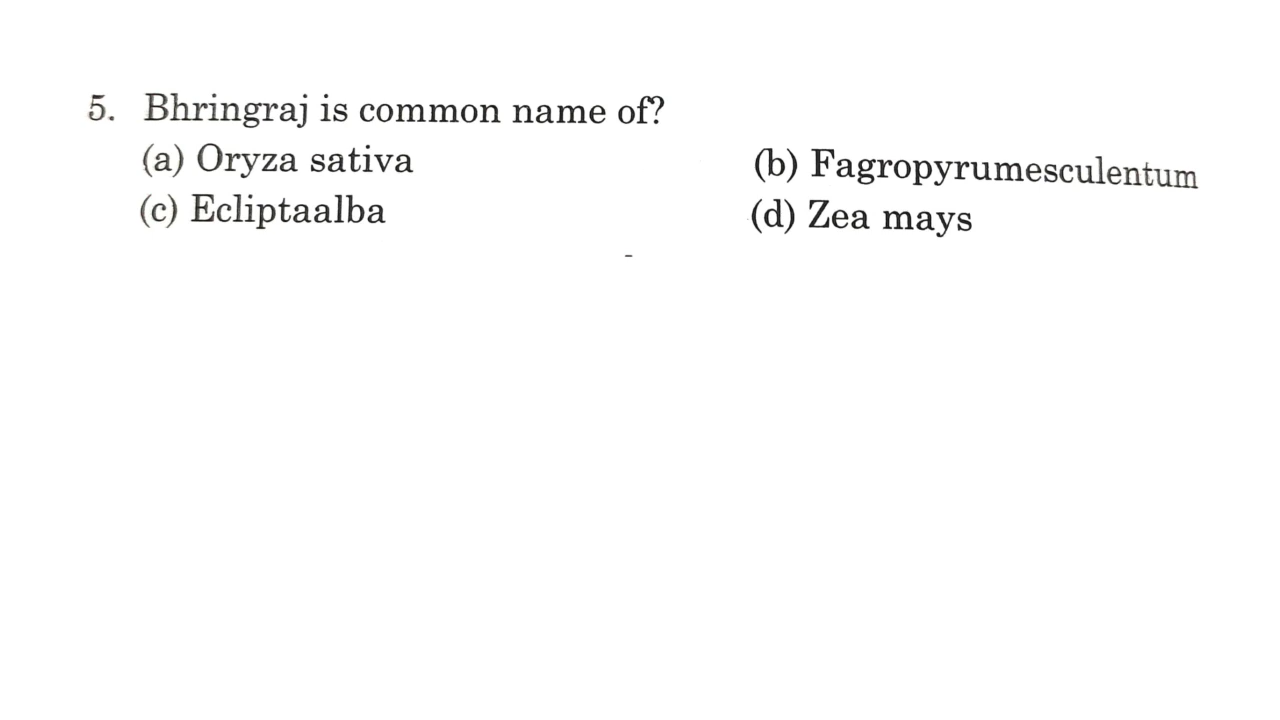 5. Bhringraj is common name of?
(a) Oryza sativa (b) Fagropyrumesculentum
(c) Ecliptaalba (d) Zea mays
-